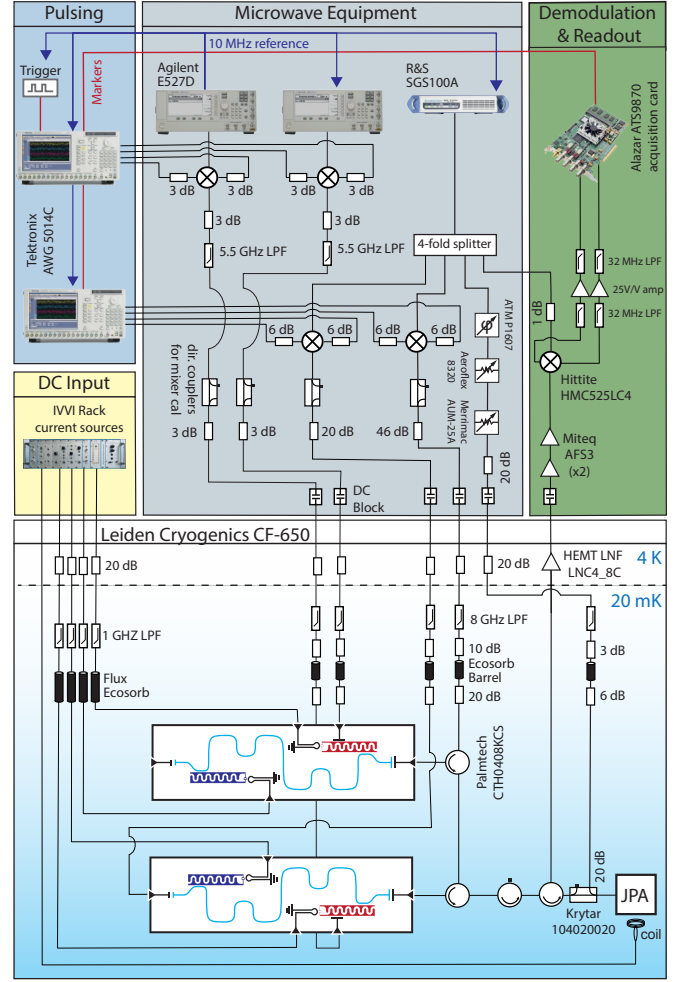 Pulsing
Microwave Equipment
Demodulation
& Readout
10 MHz reference
Trigger
Markers
Agilent
E527D
R&S
SGS100A
Alazar ATS9870
acquisition card
3 dB
3 dB
3 dB
3 dB
3 dB
3 dB
Tektronix
AWG 5014C
5.5 GHz LPF
5.5 GHz LPF
4-fold splitter
32 MHz LPF
25V/V amp
32 MHz LPF
1 dB
ATM P1607
6 dB
6 dB
6 dB
6 dB
dir. couplers
for mixer cal
Aeroflex
8320
Hittite
HMC525LC4
DC Input
IVVI Rack
current sources
Merrimac
AUM-25A
3 dB
3 dB
20 dB
46 dB
20 dB
Miteq
AFS3
(x2)
DC
Block
Leiden Cryogenics CF-650
20 dB
20 dB
HEMT LNF
LNC4_8C
4 K
20 mK
1 GHZ LPF
8 GHz LPF
10 dB
3 dB
Flux
Ecosorb
Ecosorb
Barrel
20 dB
6 dB
Palmtech
CTH0408KCS
20 dB
JPA
Krytar
104020020
coil